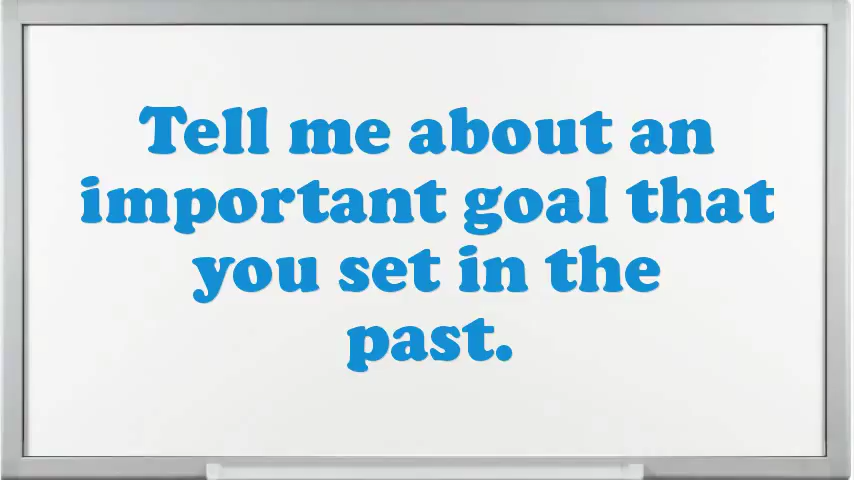 Tell me about an
important goal that
you set in the
past.